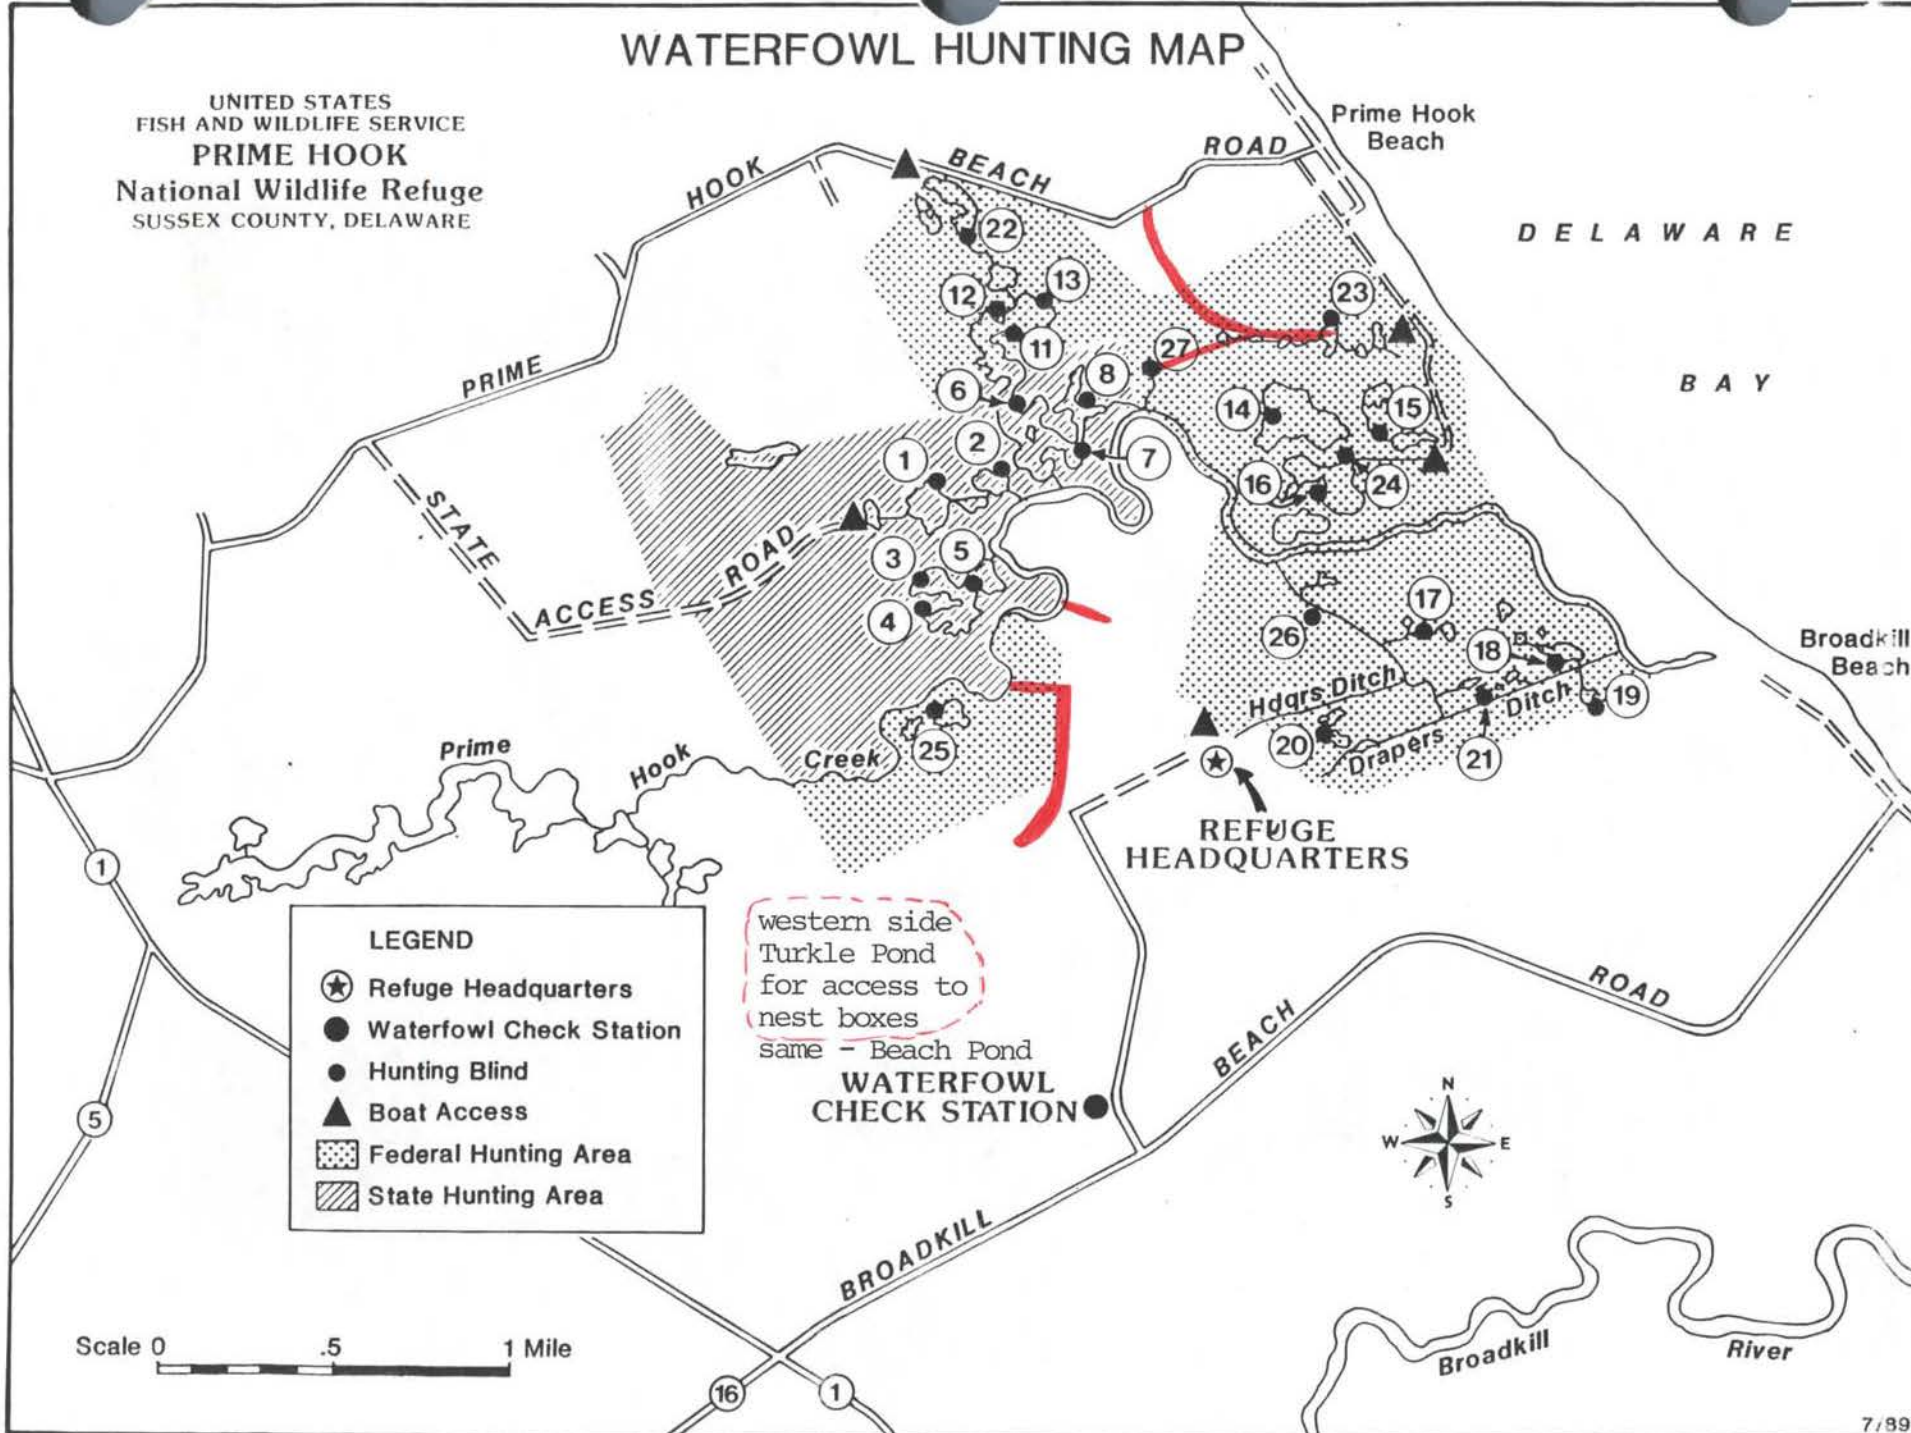 WATERFOWL HUNTING MAP
UNITED STATES
FISH AND WILDLIFE SERVICE
PRIME HOOK
National Wildlife Refuge
SUSSEX COUNTY, DELAWARE
Prime Hook
Beach
PRIME HOOK BEACH ROAD
DELAWARE
BAY
22
12
13
11
23
27
6
8
14
15
1
2
7
16
24
STATE ACCESS ROAD
3
5
4
26
17
18
19
Broadkill
Beach
Hdqrs Ditch
20
Drapers Ditch
21
25
Prime Hook Creek
REFUGE
HEADQUARTERS
1
LEGEND
Refuge Headquarters
Waterfowl Check Station
Hunting Blind
Boat Access
Federal Hunting Area
State Hunting Area
western side
Turkle Pond
for access to
nest boxes
same - Beach Pond
WATERFOWL
CHECK STATION
5
BROADKILL BEACH ROAD
N
W E
S
Scale 0 .5 1 Mile
16
1
Broadkill River
7/89